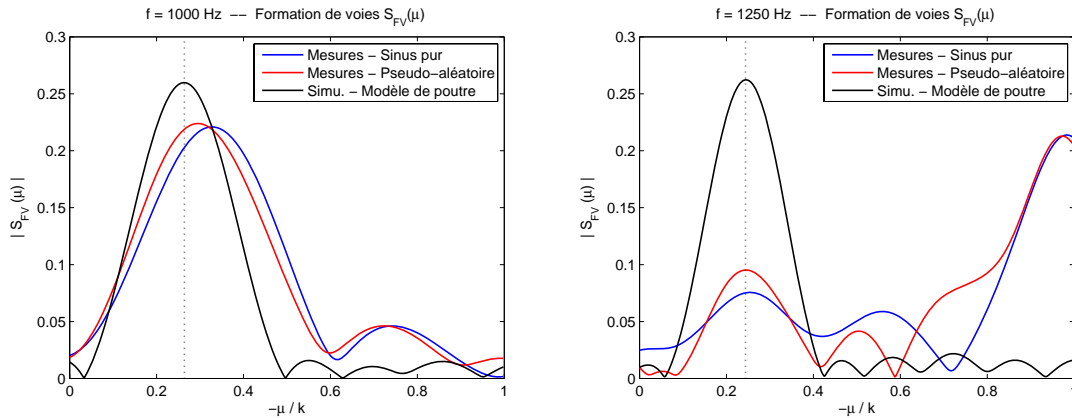 f = 1000 Hz -- Formation de voies S_FV(μ)
0.3
0.25
0.2
0.15
0.1
0.05
0
| S_FV (μ) |
Mesures − Sinus pur
Mesures − Pseudo−aléatoire
Simu. − Modèle de poutre
0 0.2 0.4 0.6 0.8 1
−μ / k
f = 1250 Hz -- Formation de voies S_FV(μ)
0.3
0.25
0.2
0.15
0.1
0.05
0
| S_FV (μ) |
Mesures − Sinus pur
Mesures − Pseudo−aléatoire
Simu. − Modèle de poutre
0 0.2 0.4 0.6 0.8 1
−μ / k